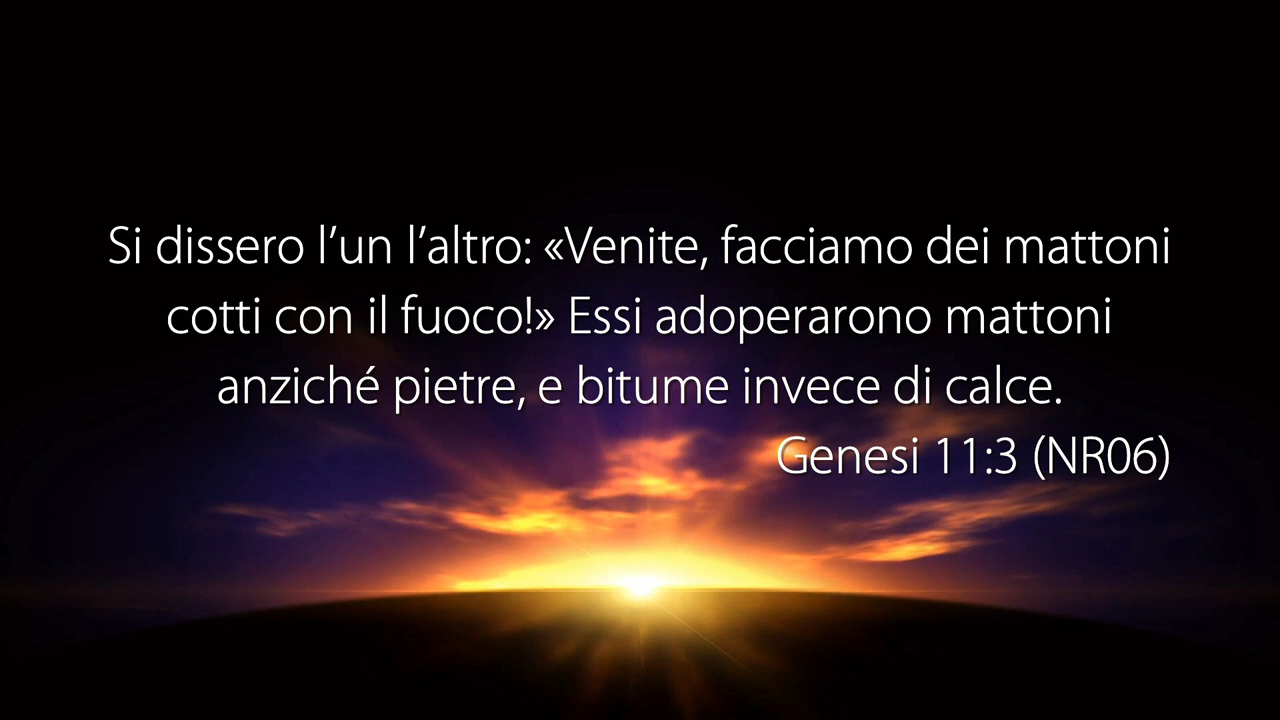 Si dissero l’un l’altro: «Venite, facciamo dei mattoni
cotti con il fuoco!» Essi adoperarono mattoni
anziché pietre, e bitume invece di calce.
Genesi 11:3 (NR06)